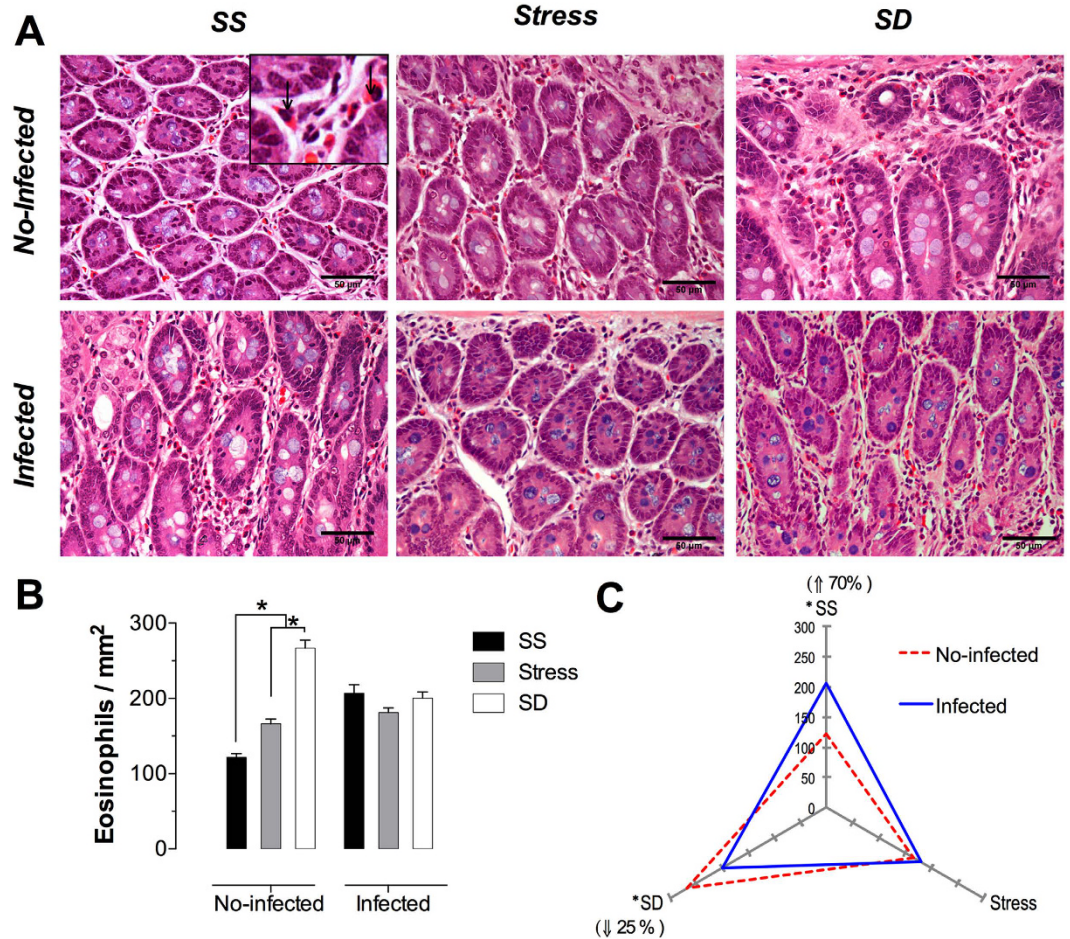 A
SS
Stress
SD
No-Infected
50 µm
50 µm
50 µm
Infected
50 µm
50 µm
50 µm
B
Eosinophils / mm²
300
200
100
0
* *
No-infected
Infected
SS
Stress
SD
C
(⇑ 70%)
*SS
300
250
200
150
100
50
0
*SD
(⇓ 25 %)
Stress
No-infected
Infected